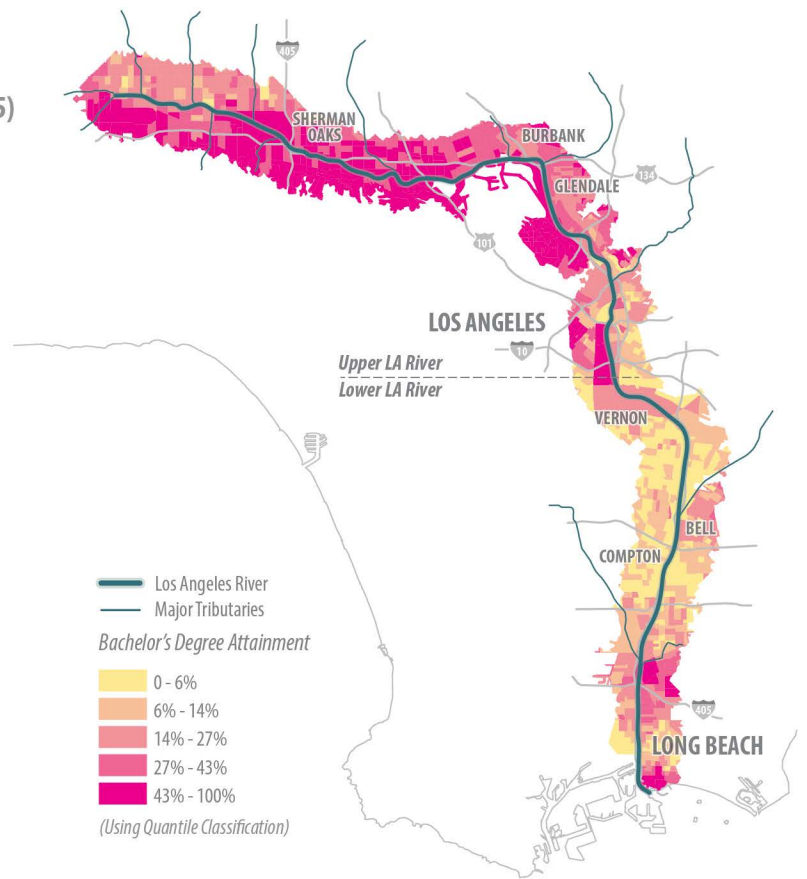 5)
405
SHERMAN
OAKS
BURBANK
GLENDALE
134
101
LOS ANGELES
10
Upper LA River
Lower LA River
VERNON
BELL
COMPTON
Los Angeles River
Major Tributaries
Bachelor's Degree Attainment
0 - 6%
6% - 14%
14% - 27%
27% - 43%
43% - 100%
(Using Quantile Classification)
405
LONG BEACH